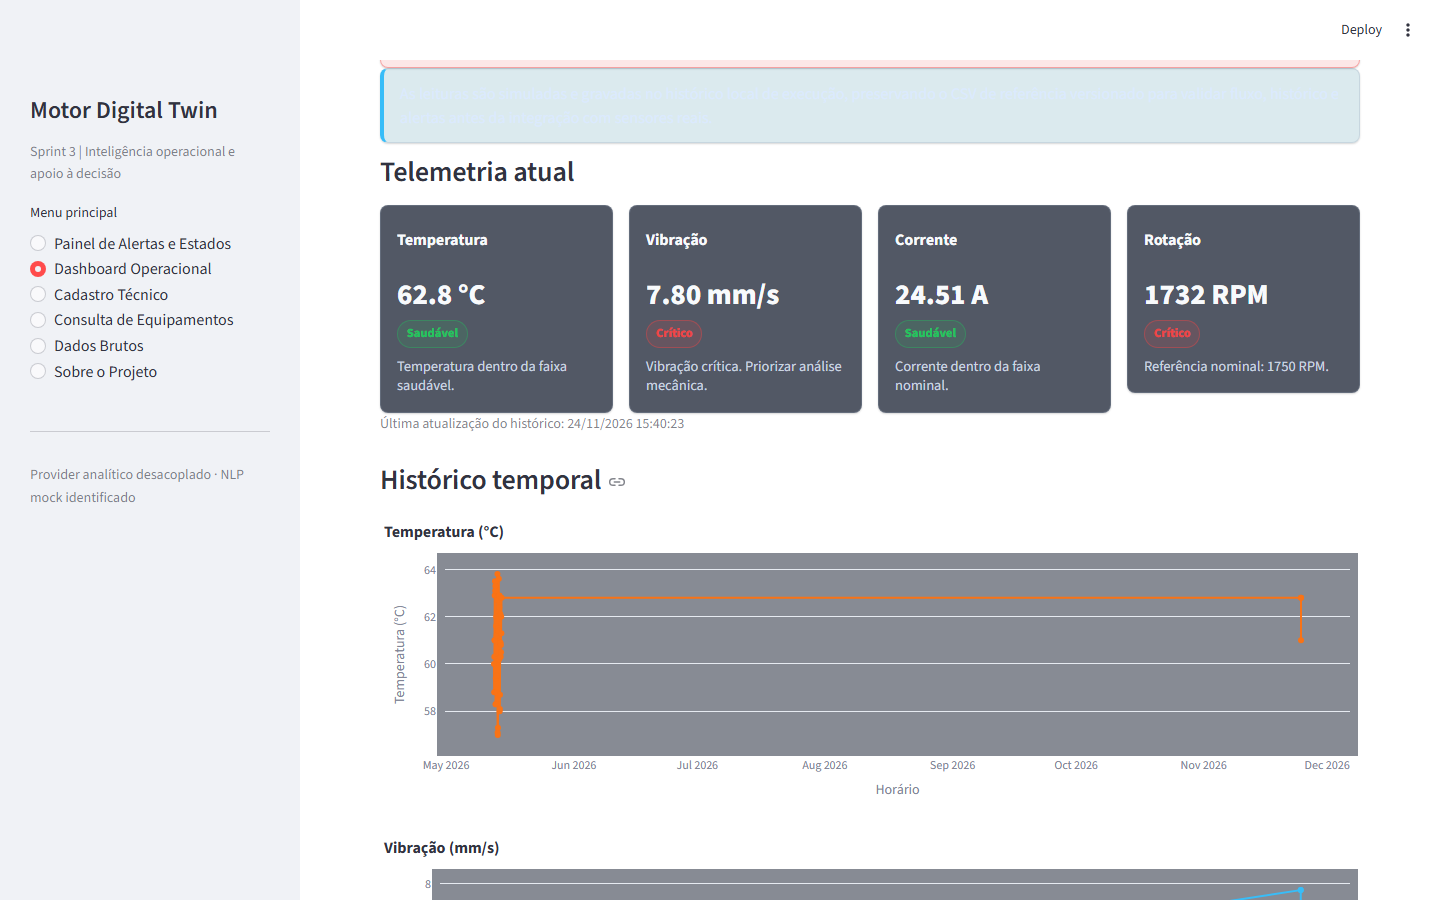 Deploy
Motor Digital Twin
Sprint 3 | Inteligência operacional e
apoio à decisão
Menu principal
Painel de Alertas e Estados
Dashboard Operacional
Cadastro Técnico
Consulta de Equipamentos
Dados Brutos
Sobre o Projeto
Provider analítico desacoplado · NLP
mock identificado
Telemetria atual
Temperatura
62.8 °C
Saudável
Temperatura dentro da faixa
saudável.
Vibração
7.80 mm/s
Crítico
Vibração crítica. Priorizar análise
mecânica.
Corrente
24.51 A
Saudável
Corrente dentro da faixa
nominal.
Rotação
1732 RPM
Crítico
Referência nominal: 1750 RPM.
Última atualização do histórico: 24/11/2026 15:40:23
Histórico temporal
Temperatura (°C)
Temperatura (°C)
64
62
60
58
May 2026
Jun 2026
Jul 2026
Aug 2026
Sep 2026
Oct 2026
Nov 2026
Dec 2026
Horário
Vibração (mm/s)
8